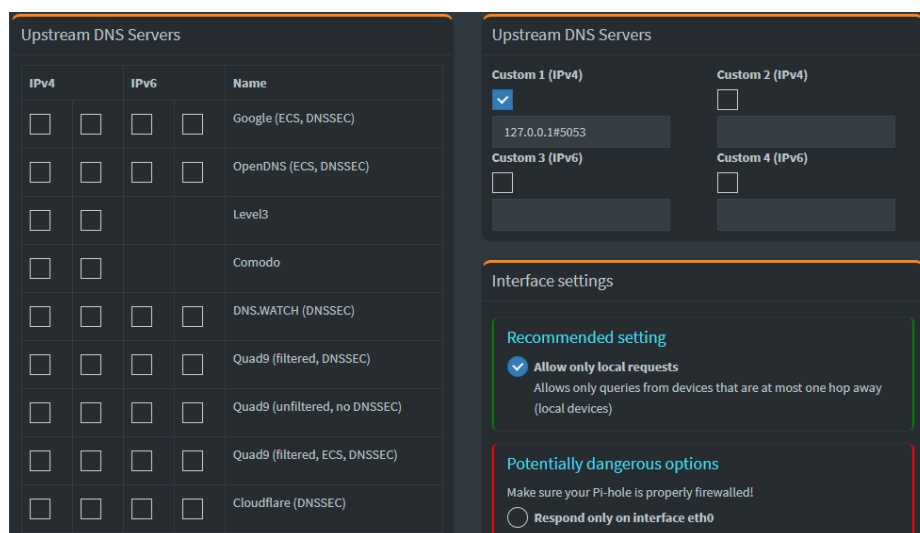 Upstream DNS Servers
IPv4 IPv6 Name
Google (ECS, DNSSEC)
OpenDNS (ECS, DNSSEC)
Level3
Comodo
DNS.WATCH (DNSSEC)
Quad9 (filtered, DNSSEC)
Quad9 (unfiltered, no DNSSEC)
Quad9 (filtered, ECS, DNSSEC)
Cloudflare (DNSSEC)
Upstream DNS Servers
Custom 1 (IPv4) Custom 2 (IPv4)
127.0.0.1#5053
Custom 3 (IPv6) Custom 4 (IPv6)
Interface settings
Recommended setting
Allow only local requests
Allows only queries from devices that are at most one hop away
(local devices)
Potentially dangerous options
Make sure your Pi-hole is properly firewalled!
Respond only on interface eth0